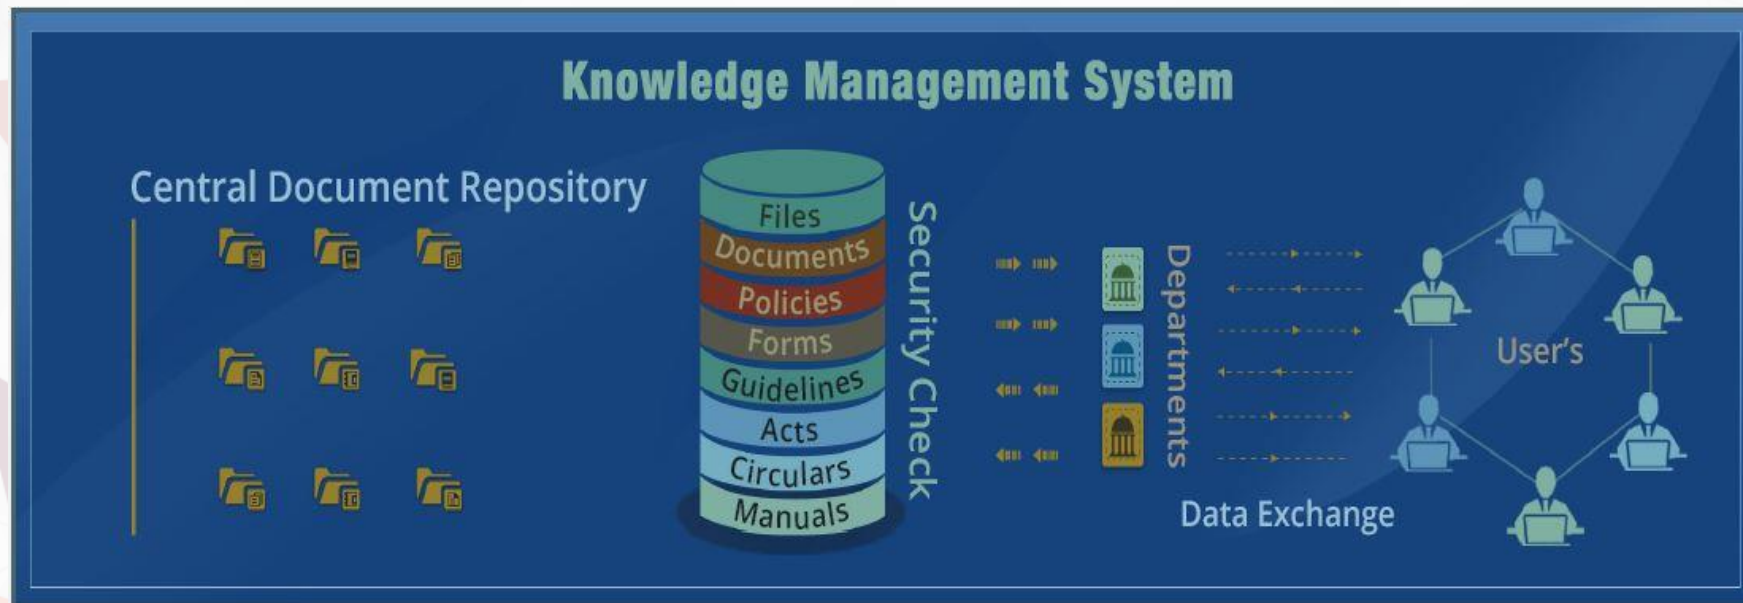 Knowledge Management System
Central Document Repository
Files
Documents
Policies
Forms
Guidelines
Acts
Circulars
Manuals
Security Check
Departments
User's
Data Exchange